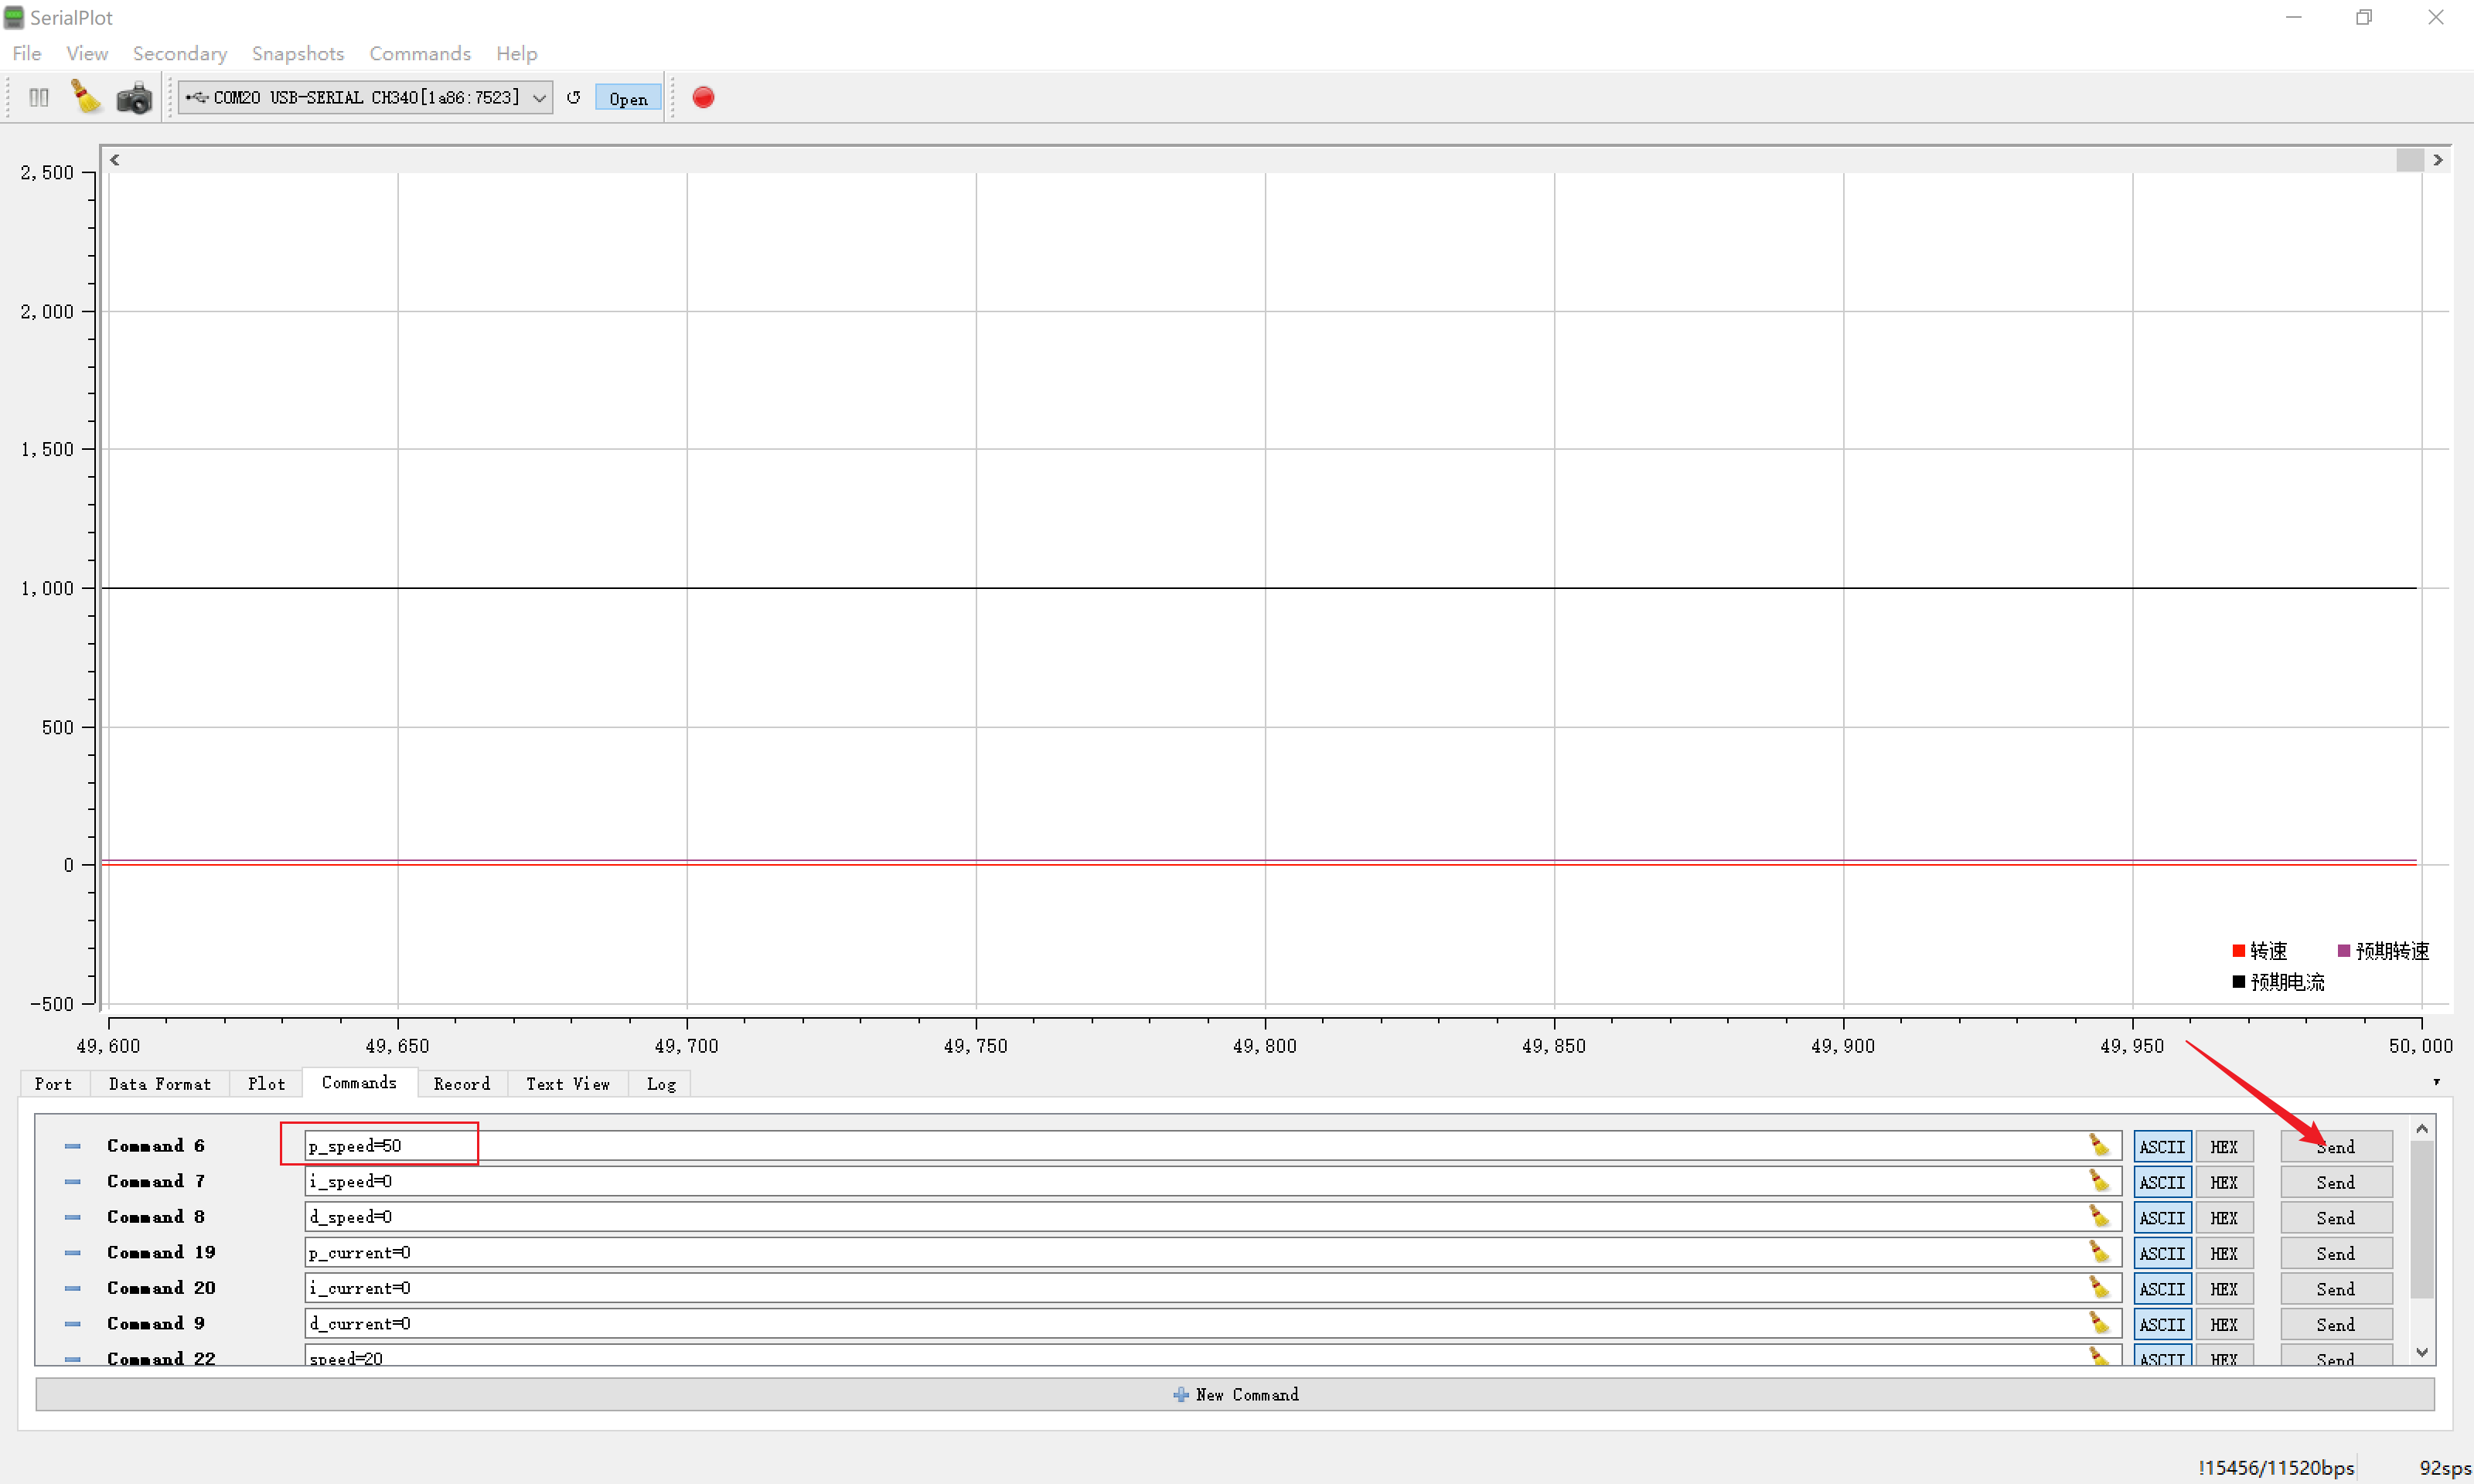 SerialPlot
File View Secondary Snapshots Commands Help
COM20 USB-SERIAL CH340[1a86:7523] Open
2,500
2,000
1,500
1,000
500
0
-500
转速 预期转速
预期电流
49,600 49,650 49,700 49,750 49,800 49,850 49,900 49,950 50,000
Port Data Format Plot Commands Record Text View Log
Command 6 p_speed=50 ASCII HEX Send
Command 7 i_speed=0 ASCII HEX Send
Command 8 d_speed=0 ASCII HEX Send
Command 19 p_current=0 ASCII HEX Send
Command 20 i_current=0 ASCII HEX Send
Command 9 d_current=0 ASCII HEX Send
Command 22 speed=20 ASCII HEX Send
New Command
!15456/11520bps 92sps